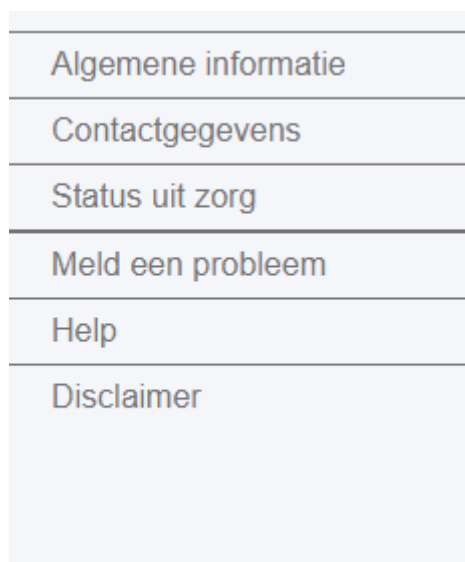 Algemene informatie
Contactgegevens
Status uit zorg
Meld een probleem
Help
Disclaimer